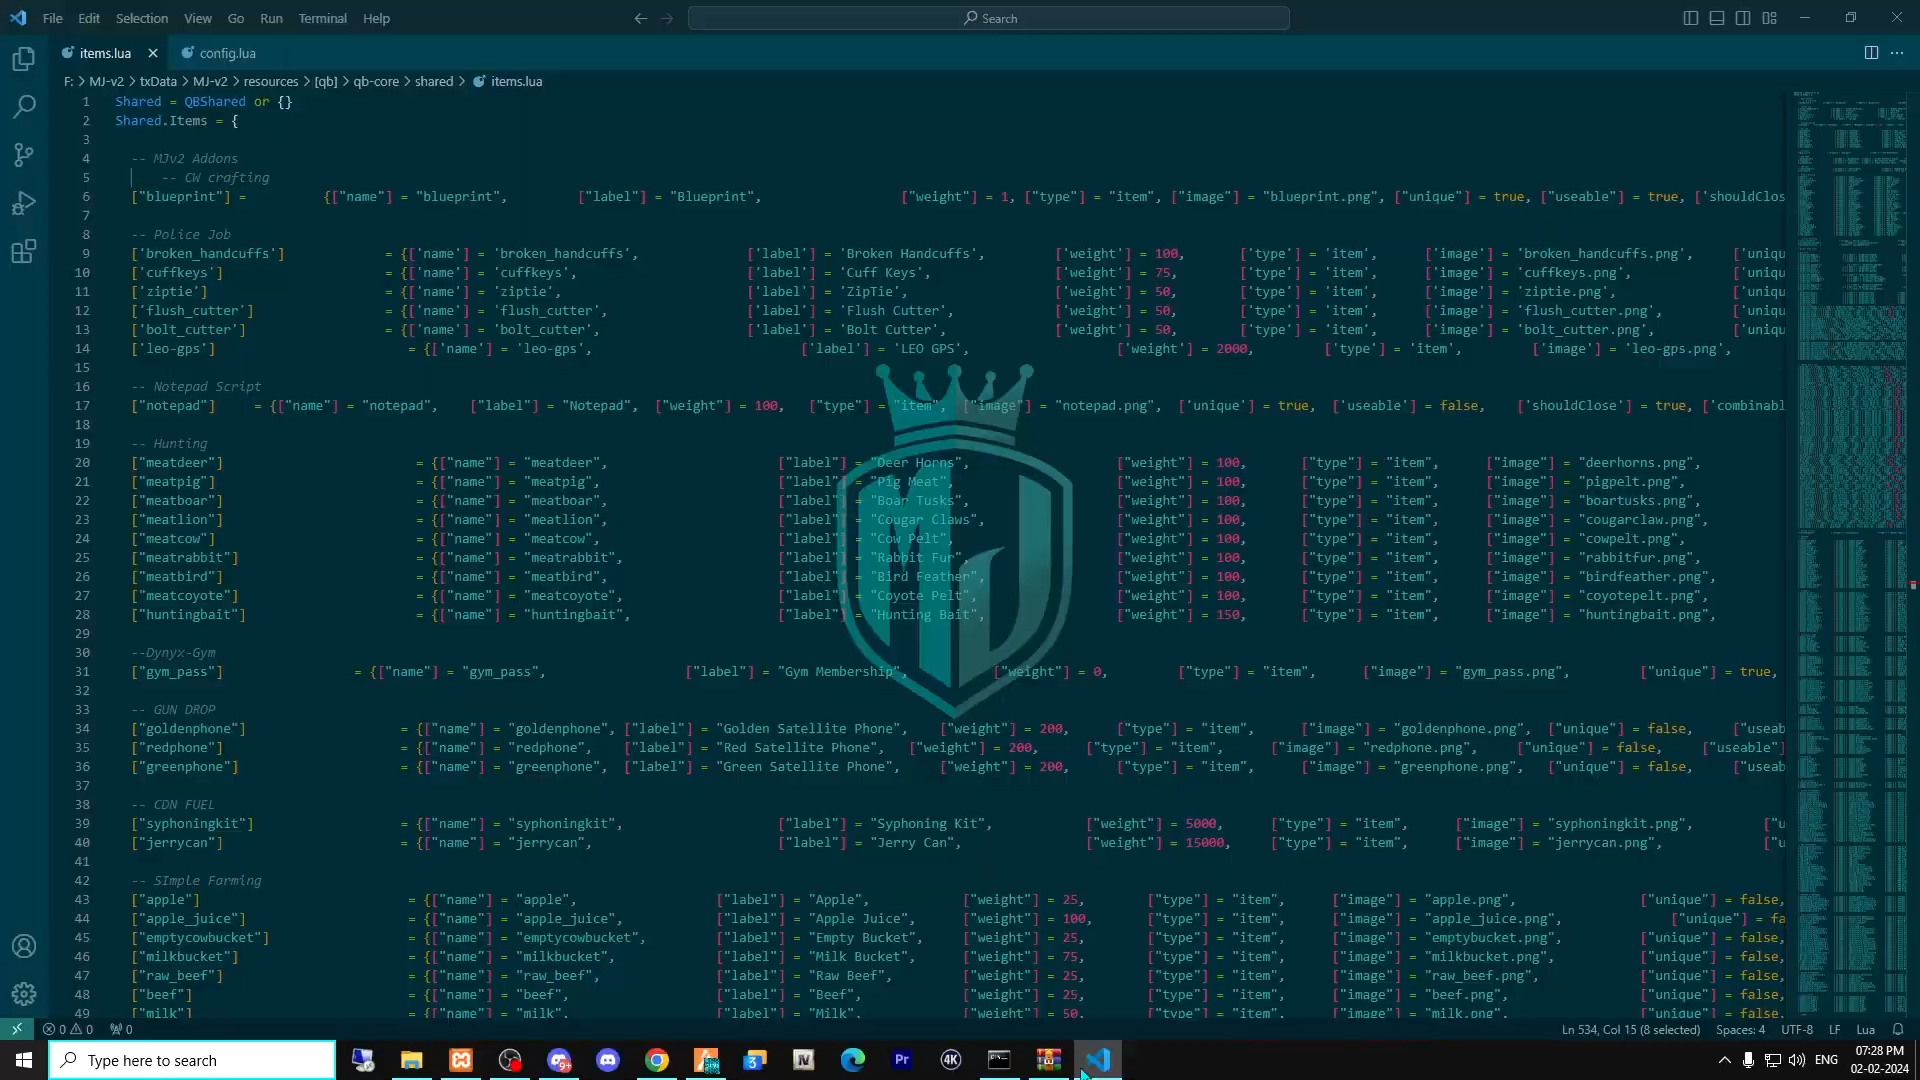 File Edit Selection View Go Run Terminal Help Search
items.lua config.lua
F: > MJ-v2 > txData > MJ-v2 > resources > [qb] > qb-core > shared > items.lua
1 Shared = QBShared or {}
2 Shared.Items = {
3
4 -- MJv2 Addons
5 -- CW crafting
6 ["blueprint"] = {["name"] = "blueprint", ["label"] = "Blueprint", ["weight"] = 1, ["type"] = "item", ["image"] = "blueprint.png", ["unique"] = true, ["useable"] = true, ['shouldClos
7
8 -- Police Job
9 ['broken_handcuffs'] = {['name'] = 'broken_handcuffs', ['label'] = 'Broken Handcuffs', ['weight'] = 100, ['type'] = 'item', ['image'] = 'broken_handcuffs.png', ['uniqu
10 ['cuffkeys'] = {['name'] = 'cuffkeys', ['label'] = 'Cuff Keys', ['weight'] = 75, ['type'] = 'item', ['image'] = 'cuffkeys.png', ['uniqu
11 ['ziptie'] = {['name'] = 'ziptie', ['label'] = 'ZipTie', ['weight'] = 50, ['type'] = 'item', ['image'] = 'ziptie.png', ['uniqu
12 ['flush_cutter'] = {['name'] = 'flush_cutter', ['label'] = 'Flush Cutter', ['weight'] = 50, ['type'] = 'item', ['image'] = 'flush_cutter.png', ['uniqu
13 ['bolt_cutter'] = {['name'] = 'bolt_cutter', ['label'] = 'Bolt Cutter', ['weight'] = 50, ['type'] = 'item', ['image'] = 'bolt_cutter.png', ['uniqu
14 ['leo-gps'] = {['name'] = 'leo-gps', ['label'] = 'LEO GPS', ['weight'] = 2000, ['type'] = 'item', ['image'] = 'leo-gps.png',
15
16 -- Notepad Script
17 ["notepad"] = {["name"] = "notepad", ["label"] = "Notepad", ["weight"] = 100, ["type"] = "item", ["image"] = "notepad.png", ['unique'] = true, ['useable'] = false, ['shouldClose'] = true, ['combinabl
18
19 -- Hunting
20 ["meatdeer"] = {["name"] = "meatdeer", ["label"] = "Deer Horns", ["weight"] = 100, ["type"] = "item", ["image"] = "deerhorns.png",
21 ["meatpig"] = {["name"] = "meatpig", ["label"] = "Pig Meat", ["weight"] = 100, ["type"] = "item", ["image"] = "pigpelt.png",
22 ["meatboar"] = {["name"] = "meatboar", ["label"] = "Boar Tusks", ["weight"] = 100, ["type"] = "item", ["image"] = "boartusks.png",
23 ["meatlion"] = {["name"] = "meatlion", ["label"] = "Cougar Claws", ["weight"] = 100, ["type"] = "item", ["image"] = "cougarclaw.png",
24 ["meatcow"] = {["name"] = "meatcow", ["label"] = "Cow Pelt", ["weight"] = 100, ["type"] = "item", ["image"] = "cowpelt.png",
25 ["meatrabbit"] = {["name"] = "meatrabbit", ["label"] = "Rabbit Fur", ["weight"] = 100, ["type"] = "item", ["image"] = "rabbitfur.png",
26 ["meatbird"] = {["name"] = "meatbird", ["label"] = "Bird Feather", ["weight"] = 100, ["type"] = "item", ["image"] = "birdfeather.png",
27 ["meatcoyote"] = {["name"] = "meatcoyote", ["label"] = "Coyote Pelt", ["weight"] = 100, ["type"] = "item", ["image"] = "coyotepelt.png",
28 ["huntingbait"] = {["name"] = "huntingbait", ["label"] = "Hunting Bait", ["weight"] = 150, ["type"] = "item", ["image"] = "huntingbait.png",
29
30 --Dynyx-Gym
31 ["gym_pass"] = {["name"] = "gym_pass", ["label"] = "Gym Membership", ["weight"] = 0, ["type"] = "item", ["image"] = "gym_pass.png", ["unique"] = true,
32
33 -- GUN DROP
34 ["goldenphone"] = {["name"] = "goldenphone", ["label"] = "Golden Satellite Phone", ["weight"] = 200, ["type"] = "item", ["image"] = "goldenphone.png", ["unique"] = false, ["usea
35 ["redphone"] = {["name"] = "redphone", ["label"] = "Red Satellite Phone", ["weight"] = 200, ["type"] = "item", ["image"] = "redphone.png", ["unique"] = false, ["useable"]
36 ["greenphone"] = {["name"] = "greenphone", ["label"] = "Green Satellite Phone", ["weight"] = 200, ["type"] = "item", ["image"] = "greenphone.png", ["unique"] = false, ["useab
37
38 -- CDN FUEL
39 ["syphoningkit"] = {["name"] = "syphoningkit", ["label"] = "Syphoning Kit", ["weight"] = 5000, ["type"] = "item", ["image"] = "syphoningkit.png", ["u
40 ["jerrycan"] = {["name"] = "jerrycan", ["label"] = "Jerry Can", ["weight"] = 15000, ["type"] = "item", ["image"] = "jerrycan.png", ["u
41
42 -- SImple Farming
43 ["apple"] = {["name"] = "apple", ["label"] = "Apple", ["weight"] = 25, ["type"] = "item", ["image"] = "apple.png", ["unique"] = false,
44 ["apple_juice"] = {["name"] = "apple_juice", ["label"] = "Apple Juice", ["weight"] = 100, ["type"] = "item", ["image"] = "apple_juice.png", ["unique"] = fa
45 ["emptycowbucket"] = {["name"] = "emptycowbucket", ["label"] = "Empty Bucket", ["weight"] = 25, ["type"] = "item", ["image"] = "emptybucket.png", ["unique"] = false,
46 ["milkbucket"] = {["name"] = "milkbucket", ["label"] = "Milk Bucket", ["weight"] = 75, ["type"] = "item", ["image"] = "milkbucket.png", ["unique"] = false,
47 ["raw_beef"] = {["name"] = "raw_beef", ["label"] = "Raw Beef", ["weight"] = 25, ["type"] = "item", ["image"] = "raw_beef.png", ["unique"] = false,
48 ["beef"] = {["name"] = "beef", ["label"] = "Beef", ["weight"] = 25, ["type"] = "item", ["image"] = "beef.png", ["unique"] = false,
49 ["milk"] = {["name"] = "milk", ["label"] = "Milk", ["weight"] = 50, ["type"] = "item", ["image"] = "milk.png", ["unique"] = false,
MJ
0 0 0 Ln 534, Col 15 (8 selected) Spaces: 4 UTF-8 LF Lua
Type here to search 9+ 3 IV Pr 4K ENG 07:28 PM
02-02-2024